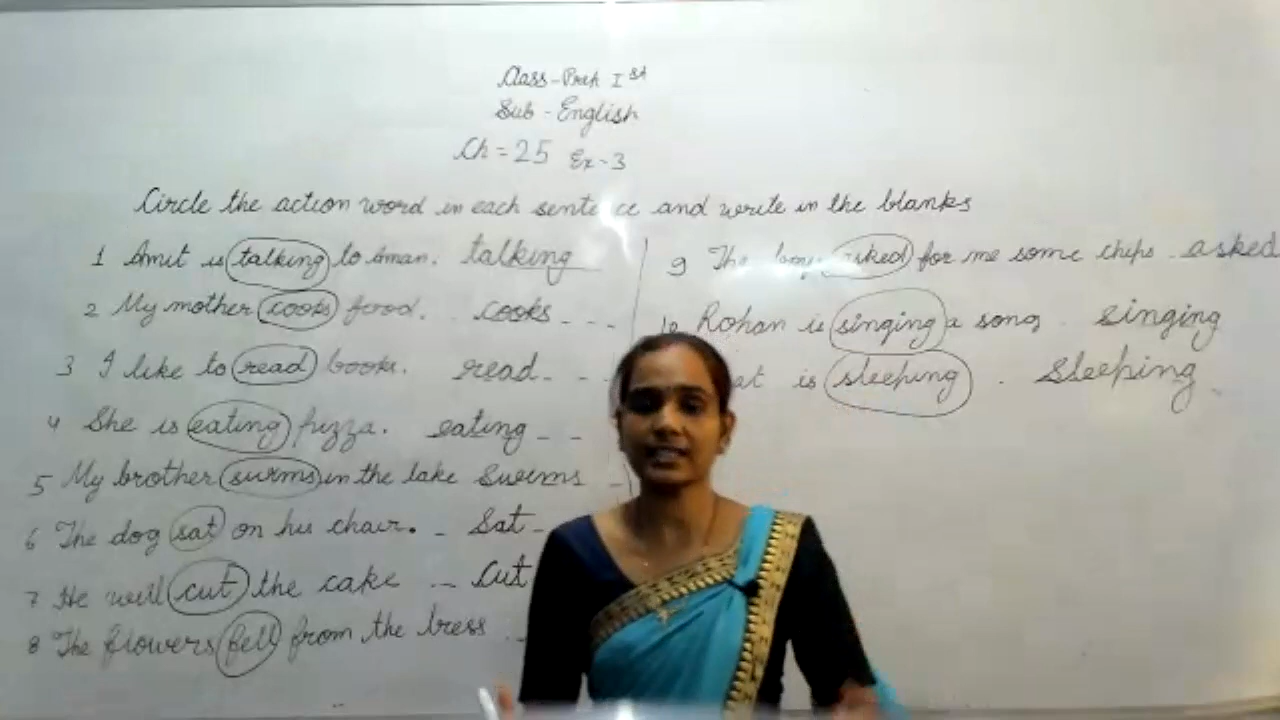 Class - Prep Ist
Sub - English
Ch = 25 Ex - 3
Circle the action word in each sentence and write in the blanks
1 Amit is talking to Aman. talking
2 My mother cooks food. cooks
3 I like to read books. read
4 She is eating pizza. eating
5 My brother swims in the lake swims
6 The dog sat on his chair. Sat
7 He will cut the cake Cut
8 The flowers fell from the tress
9 The asked for me some chips asked
10 Rohan is singing a song singing
is sleeping. Sleeping